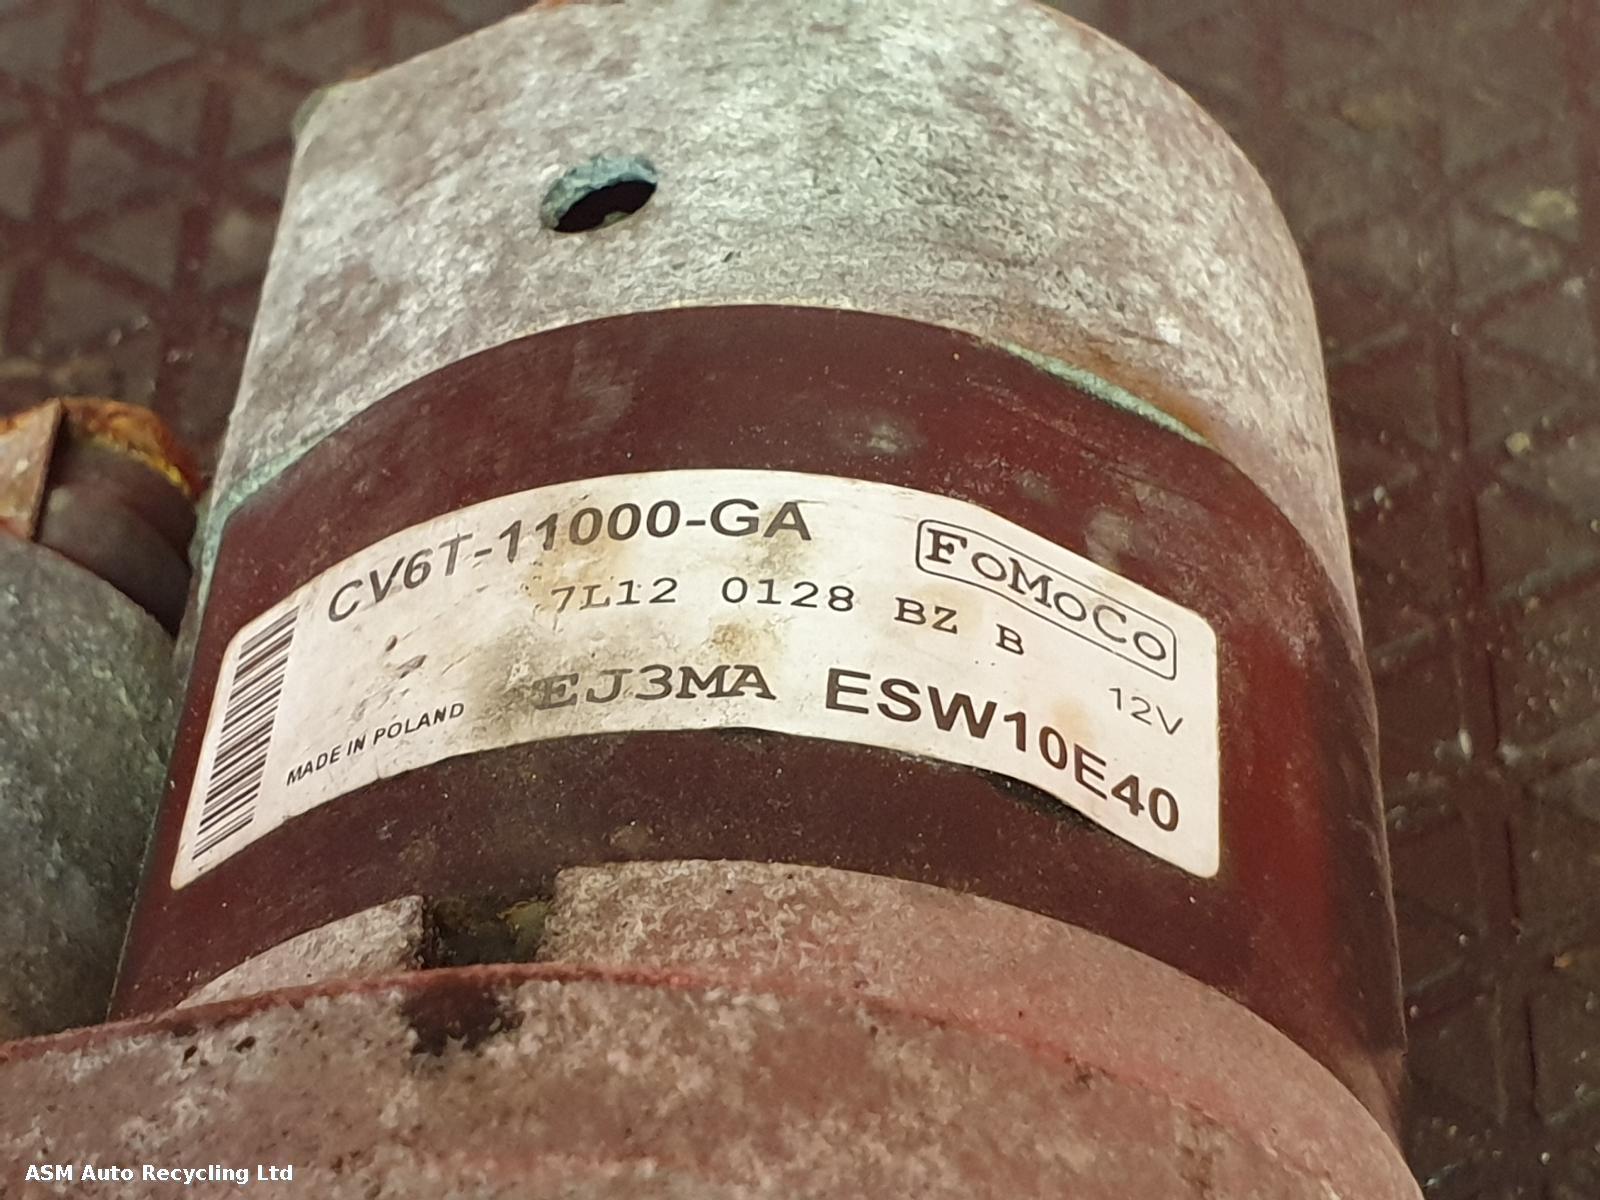 CV6T-11000-GA
FoMoCo
7L12 0128 BZ B
12V
EJ3MA ESW10E40
MADE IN POLAND
ASM Auto Recycling Ltd